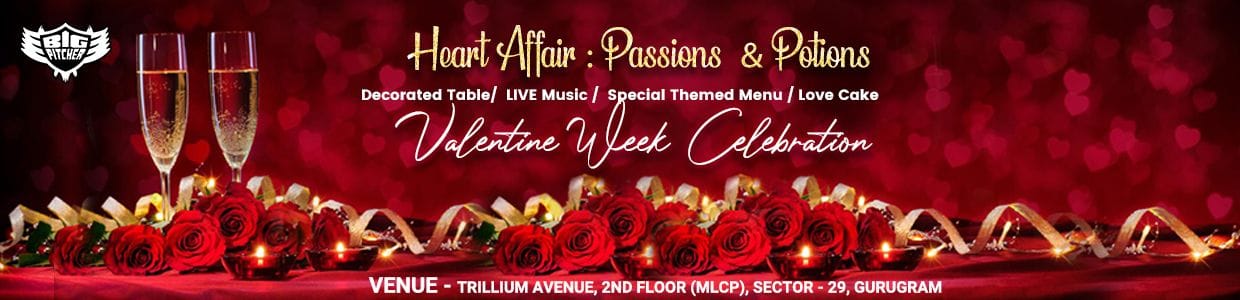 BIG
PITCHER
Heart Affair : Passions & Potions
Decorated Table/ LIVE Music / Special Themed Menu / Love Cake
Valentine Week Celebration
VENUE - TRILLIUM AVENUE, 2ND FLOOR (MLCP), SECTOR - 29, GURUGRAM